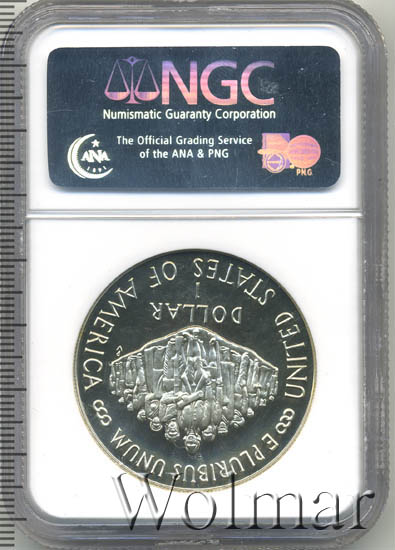 NGC
Numismatic Guaranty Corporation
The Official Grading Service
of the ANA & PNG
ANA
1891
P.N.G
UNITED STATES OF AMERICA
E PLURIBUS UNUM
DOLLAR
1
Wolmar